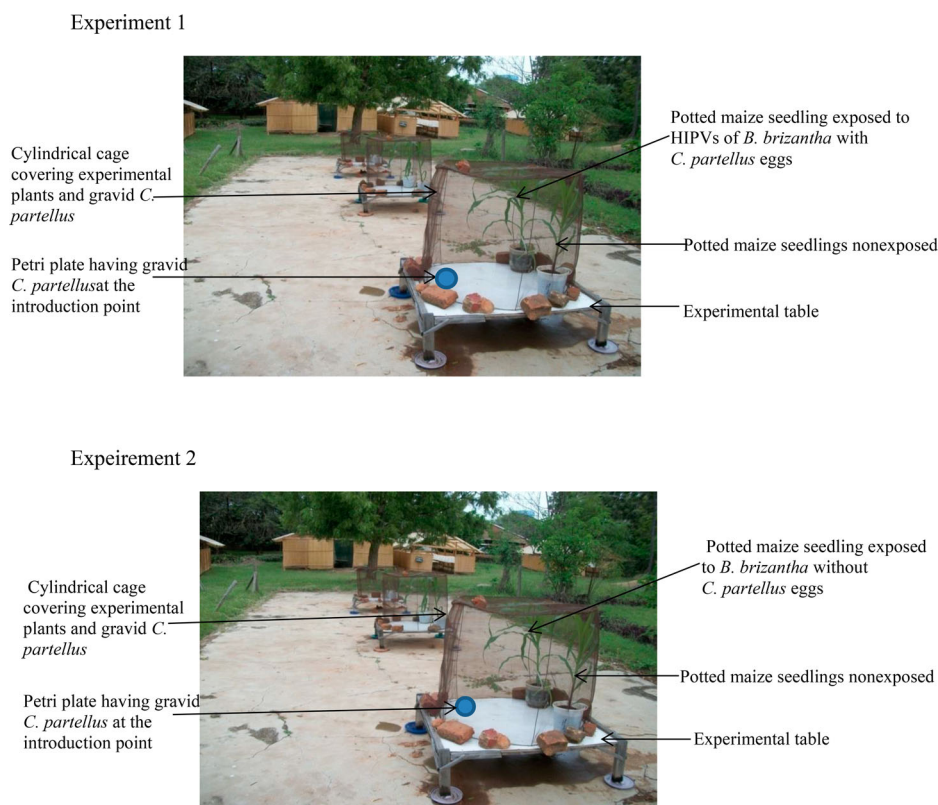 Experiment 1
Cylindrical cage
covering experimental
plants and gravid C.
partellus
Petri plate having gravid
C. partellusat the
introduction point
Potted maize seedling exposed to
HIPVs of B. brizantha with
C. partellus eggs
Potted maize seedlings nonexposed
Experimental table
Expeirement 2
Cylindrical cage
covering experimental
plants and gravid C.
partellus
Petri plate having gravid
C. partellus at the
introduction point
Potted maize seedling exposed
to B. brizantha without
C. partellus eggs
Potted maize seedlings nonexposed
Experimental table